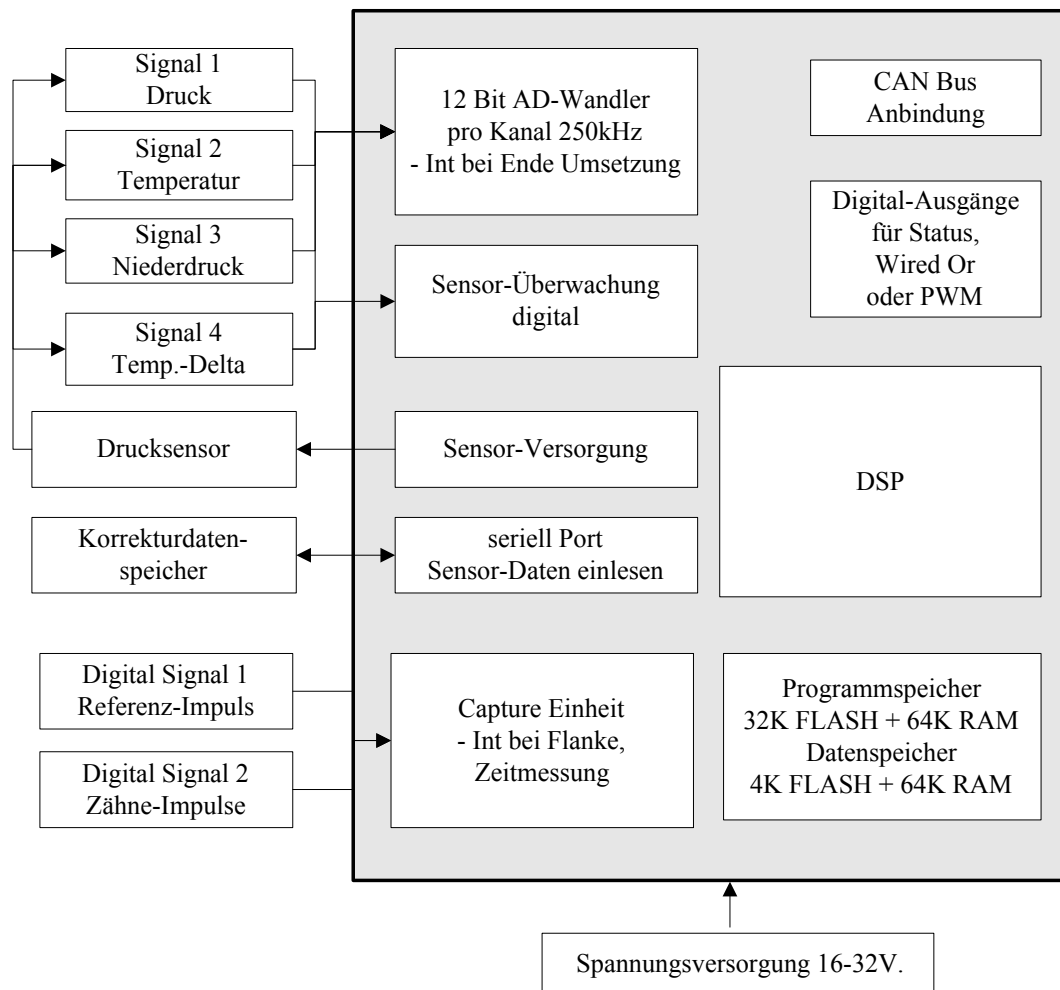 Signal 1
Druck
Signal 2
Temperatur
Signal 3
Niederdruck
Signal 4
Temp.-Delta
Drucksensor
Korrekturdaten-
speicher
Digital Signal 1
Referenz-Impuls
Digital Signal 2
Zähne-Impulse
12 Bit AD-Wandler
pro Kanal 250kHz
- Int bei Ende Umsetzung
Sensor-Überwachung
digital
Sensor-Versorgung
seriell Port
Sensor-Daten einlesen
Capture Einheit
- Int bei Flanke,
Zeitmessung
CAN Bus
Anbindung
Digital-Ausgänge
für Status,
Wired Or
oder PWM
DSP
Programmspeicher
32K FLASH + 64K RAM
Datenspeicher
4K FLASH + 64K RAM
Spannungsversorgung 16-32V.